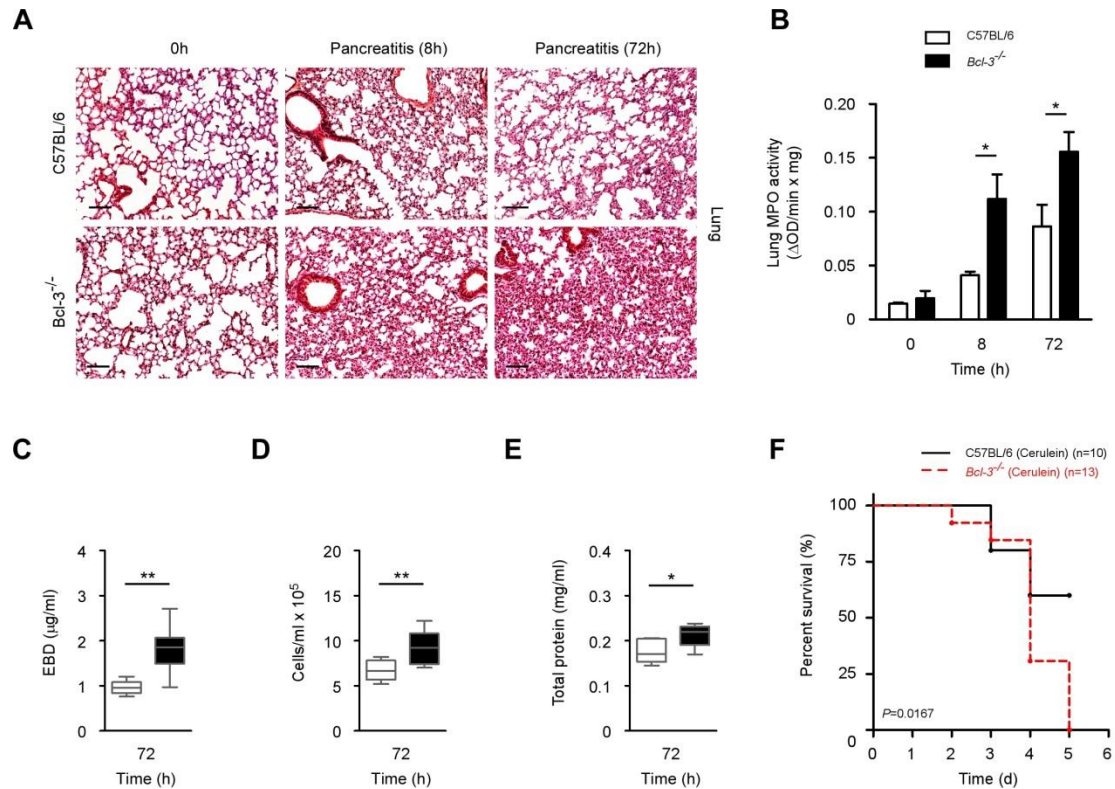 A
0h
Pancreatitis (8h)
Pancreatitis (72h)
C57BL/6
Bcl-3-/-
Lung
B
C57BL/6
Bcl-3-/-
0.20
0.15
0.10
0.05
0
Lung MPO activity
(ΔOD/min x mg)
*
*
0
8
72
Time (h)
C
4
3
2
1
0
EBD (μg/ml)
**
72
Time (h)
D
20
15
10
5
0
Cells/ml x 10⁵
**
72
Time (h)
E
0.4
0.3
0.2
0.1
0
Total protein (mg/ml)
*
72
Time (h)
F
C57BL/6 (Cerulein) (n=10)
Bcl-3-/- (Cerulein) (n=13)
100
75
50
25
0
Percent survival (%)
P=0.0167
0
1
2
3
4
5
6
Time (d)